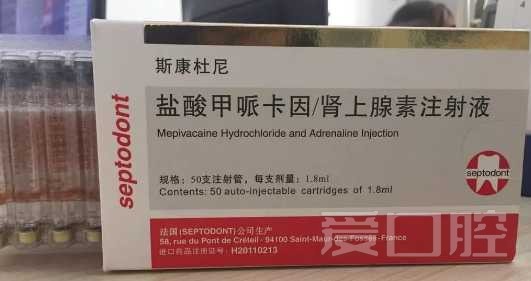 斯康杜尼
盐酸甲哌卡因/肾上腺素注射液
Mepivacaine Hydrochloride and Adrenaline Injection
septodont
规格：50支注射管，每支剂量：1.8ml
Contents: 50 auto-injectable cartridges of 1.8ml
septodont
法国(SEPTODONT)公司生产
58, rue du Pont de Créteil - 94100 Saint-Maur-des-Fossés-France
进口药品注册证号：H20110213
爱口腔